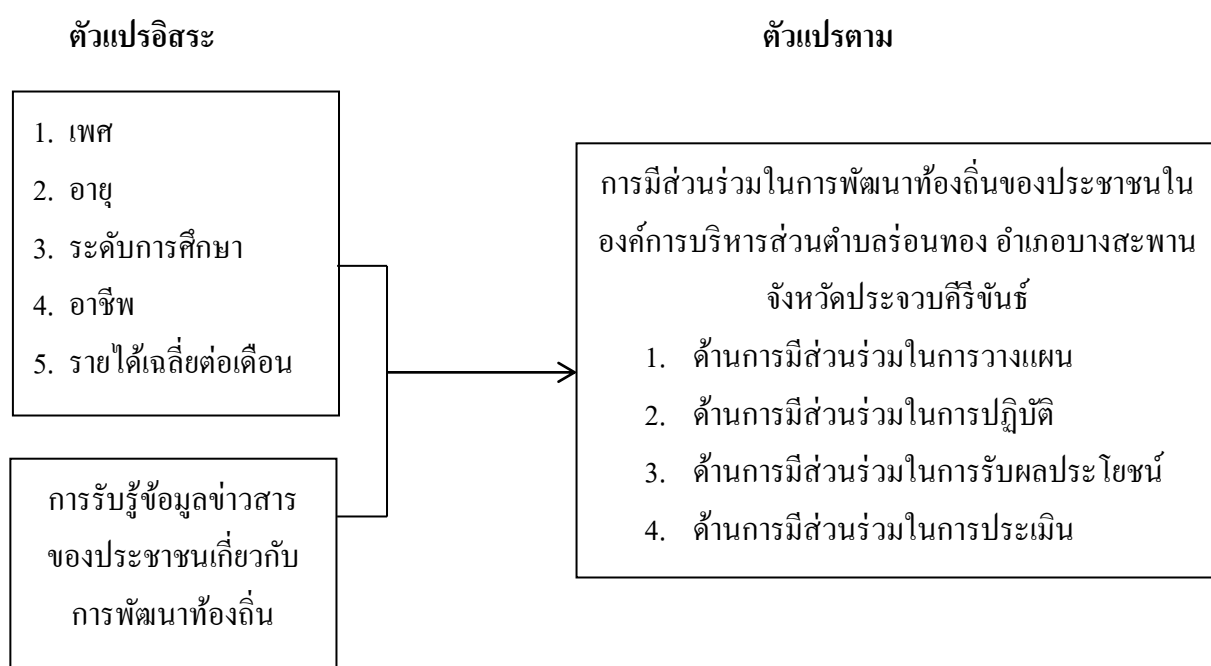 ตัวแปรอิสระ
ตัวแปรตาม
1. เพศ
2. อายุ
3. ระดับการศึกษา
4. อาชีพ
5. รายได้เฉลี่ยต่อเดือน
การรับรู้ข้อมูลข่าวสาร
ของประชาชนเกี่ยวกับ
การพัฒนาท้องถิ่น
การมีส่วนร่วมในการพัฒนาท้องถิ่นของประชาชนใน
องค์การบริหารส่วนตำบลร่อนทอง อำเภอบางสะพาน
จังหวัดประจวบคีรีขันธ์
1. ด้านการมีส่วนร่วมในการวางแผน
2. ด้านการมีส่วนร่วมในการปฏิบัติ
3. ด้านการมีส่วนร่วมในการรับผลประโยชน์
4. ด้านการมีส่วนร่วมในการประเมิน